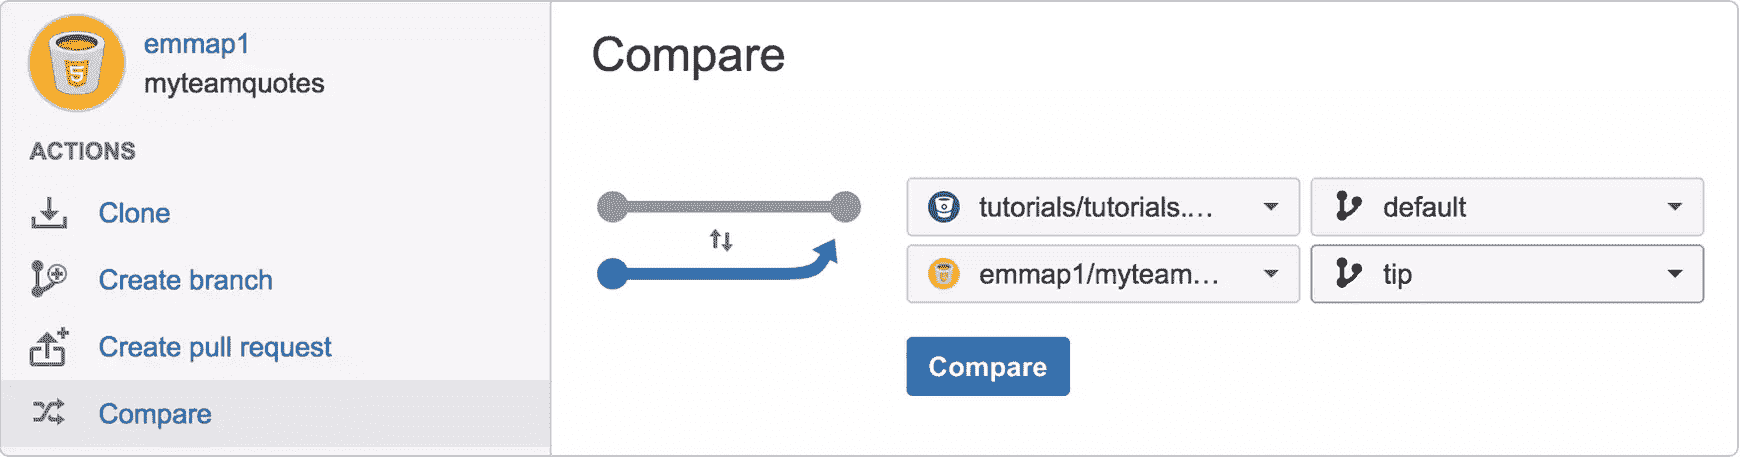 emmap1
myteamquotes
ACTIONS
Clone
Create branch
Create pull request
Compare
Compare
tutorials/tutorials.... default
emmap1/myteam... tip
Compare